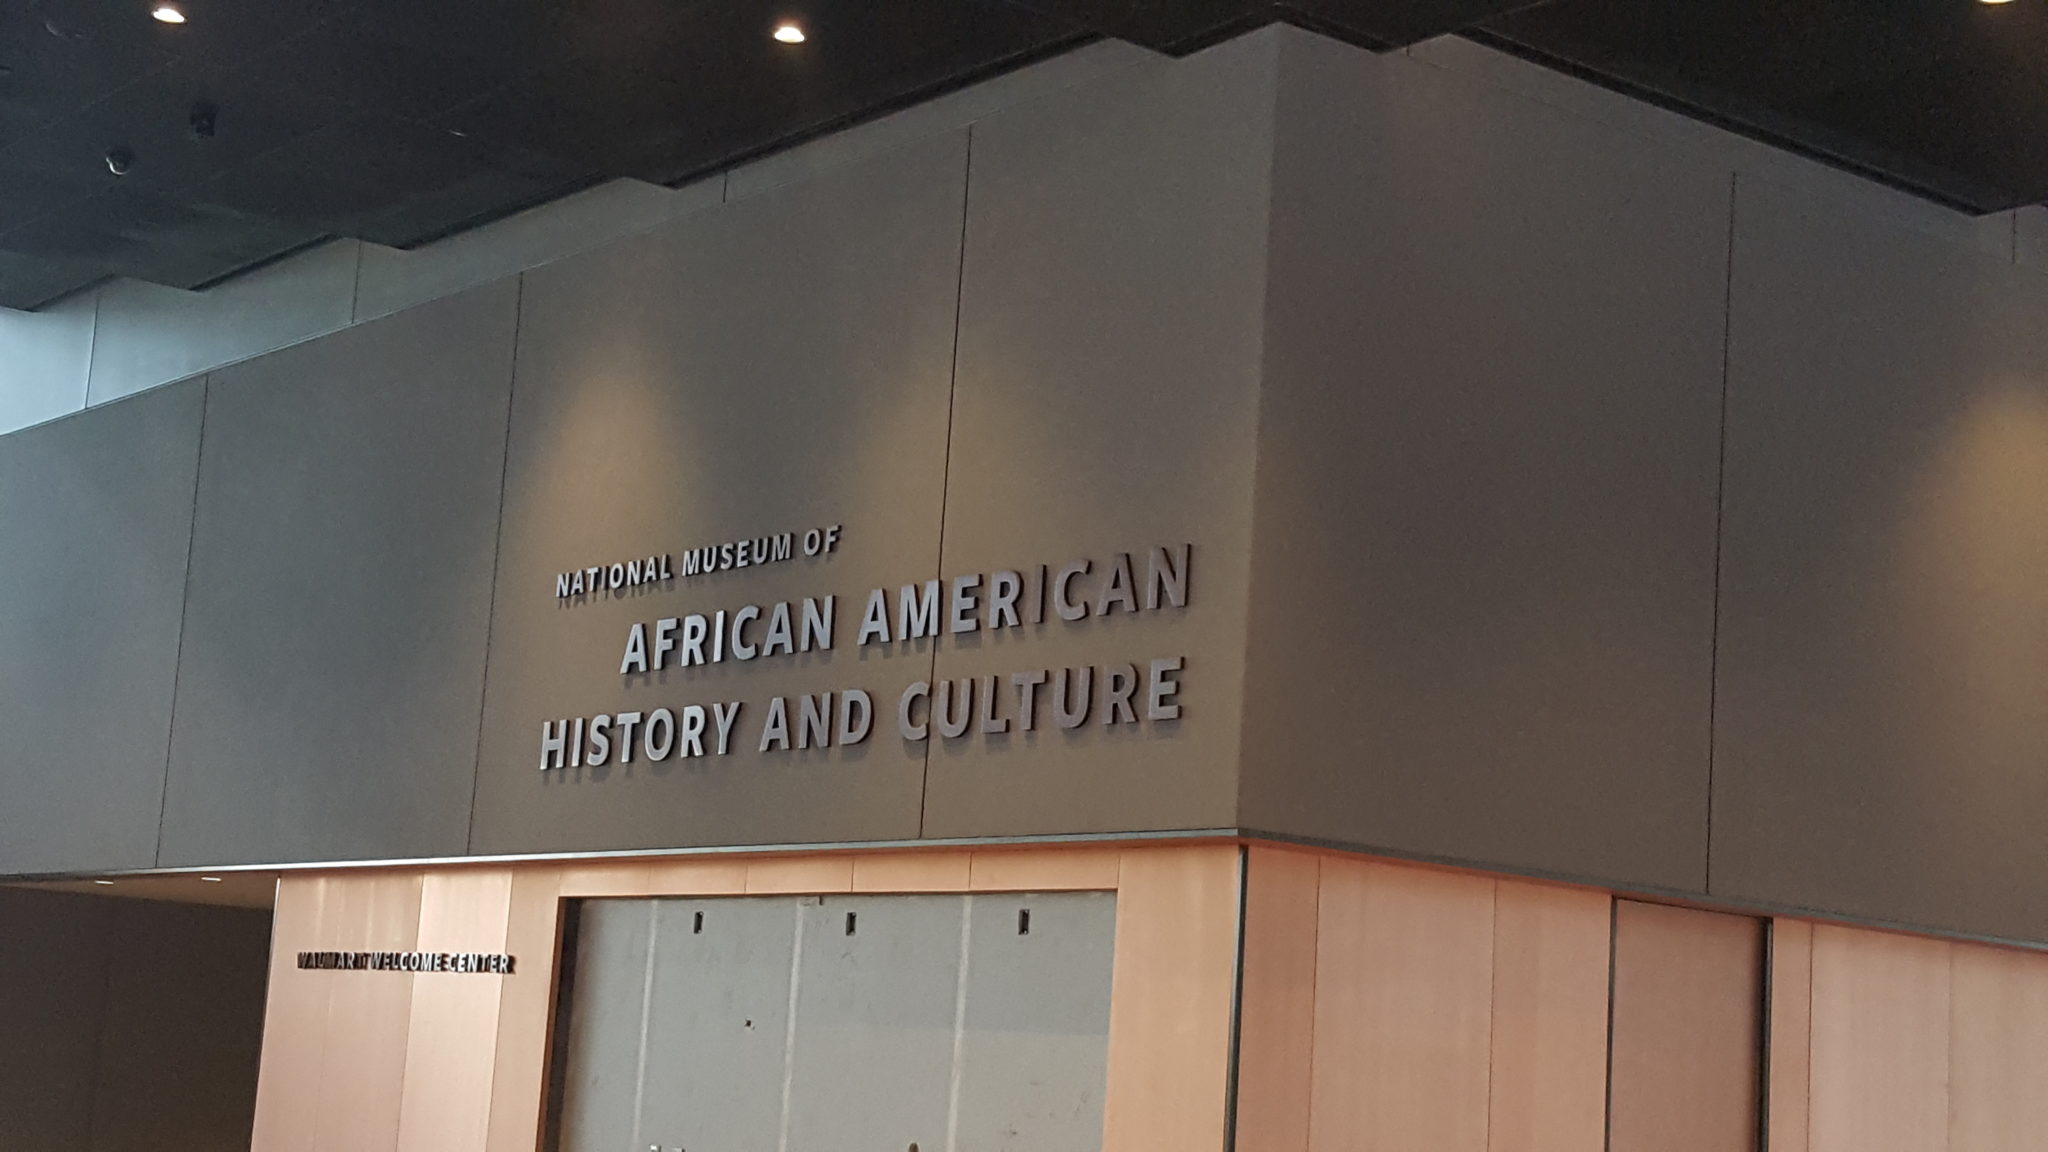 NATIONAL MUSEUM OF
AFRICAN AMERICAN
HISTORY AND CULTURE
WALMART WELCOME CENTER